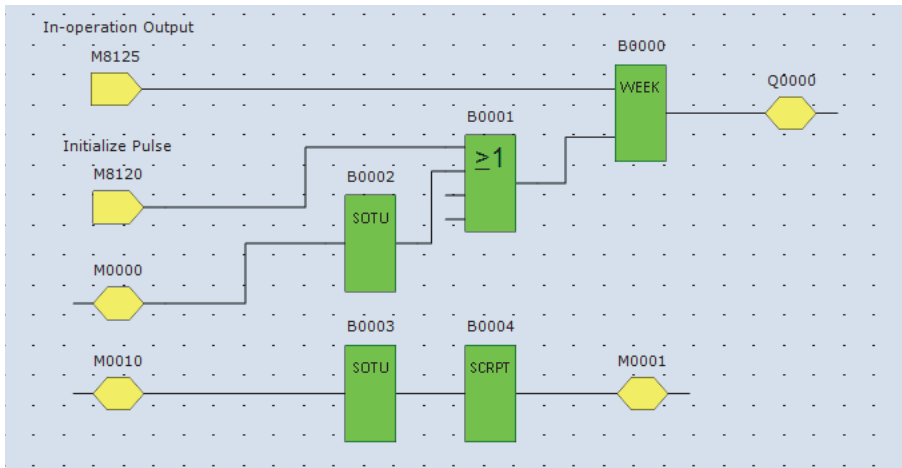 In-operation Output
M8125
B0000
WEEK
Q0000
B0001
≥1
Initialize Pulse
M8120
B0002
SOTU
M0000
B0003
B0004
M0010
SOTU
SCRPT
M0001